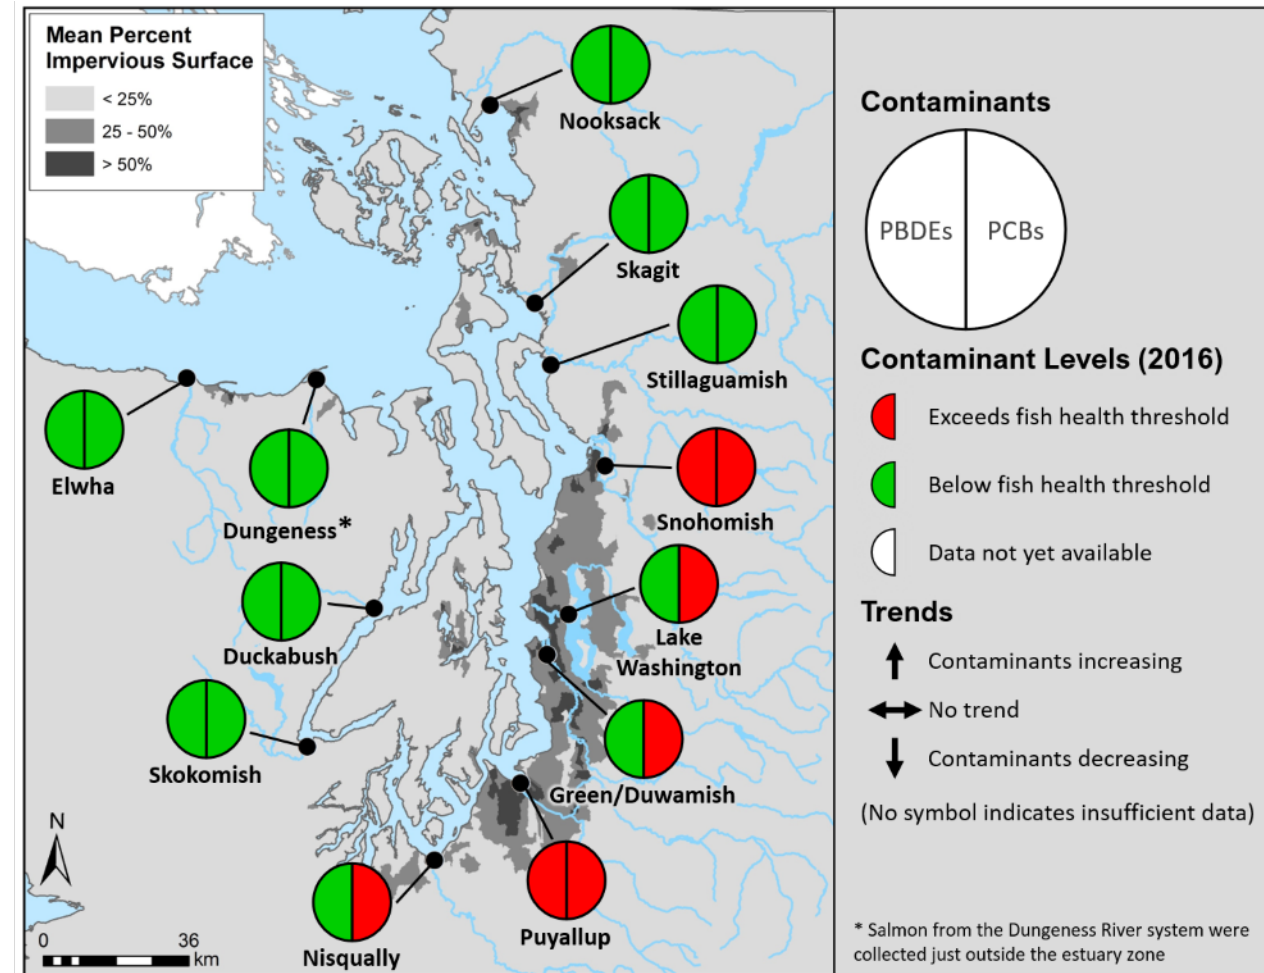 Mean Percent
Impervious Surface
< 25%
25 - 50%
> 50%
Nooksack
Skagit
Stillaguamish
Elwha
Dungeness*
Snohomish
Duckabush
Lake
Washington
Skokomish
Green/Duwamish
Nisqually
Puyallup
N
0 36
km
Contaminants
PBDEs PCBs
Contaminant Levels (2016)
Exceeds fish health threshold
Below fish health threshold
Data not yet available
Trends
Contaminants increasing
No trend
Contaminants decreasing
(No symbol indicates insufficient data)
* Salmon from the Dungeness River system were
collected just outside the estuary zone